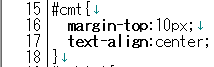 15 #cmt{↓
16 margin-top:10px;↓
17 text-align:center;↓
18 }↓